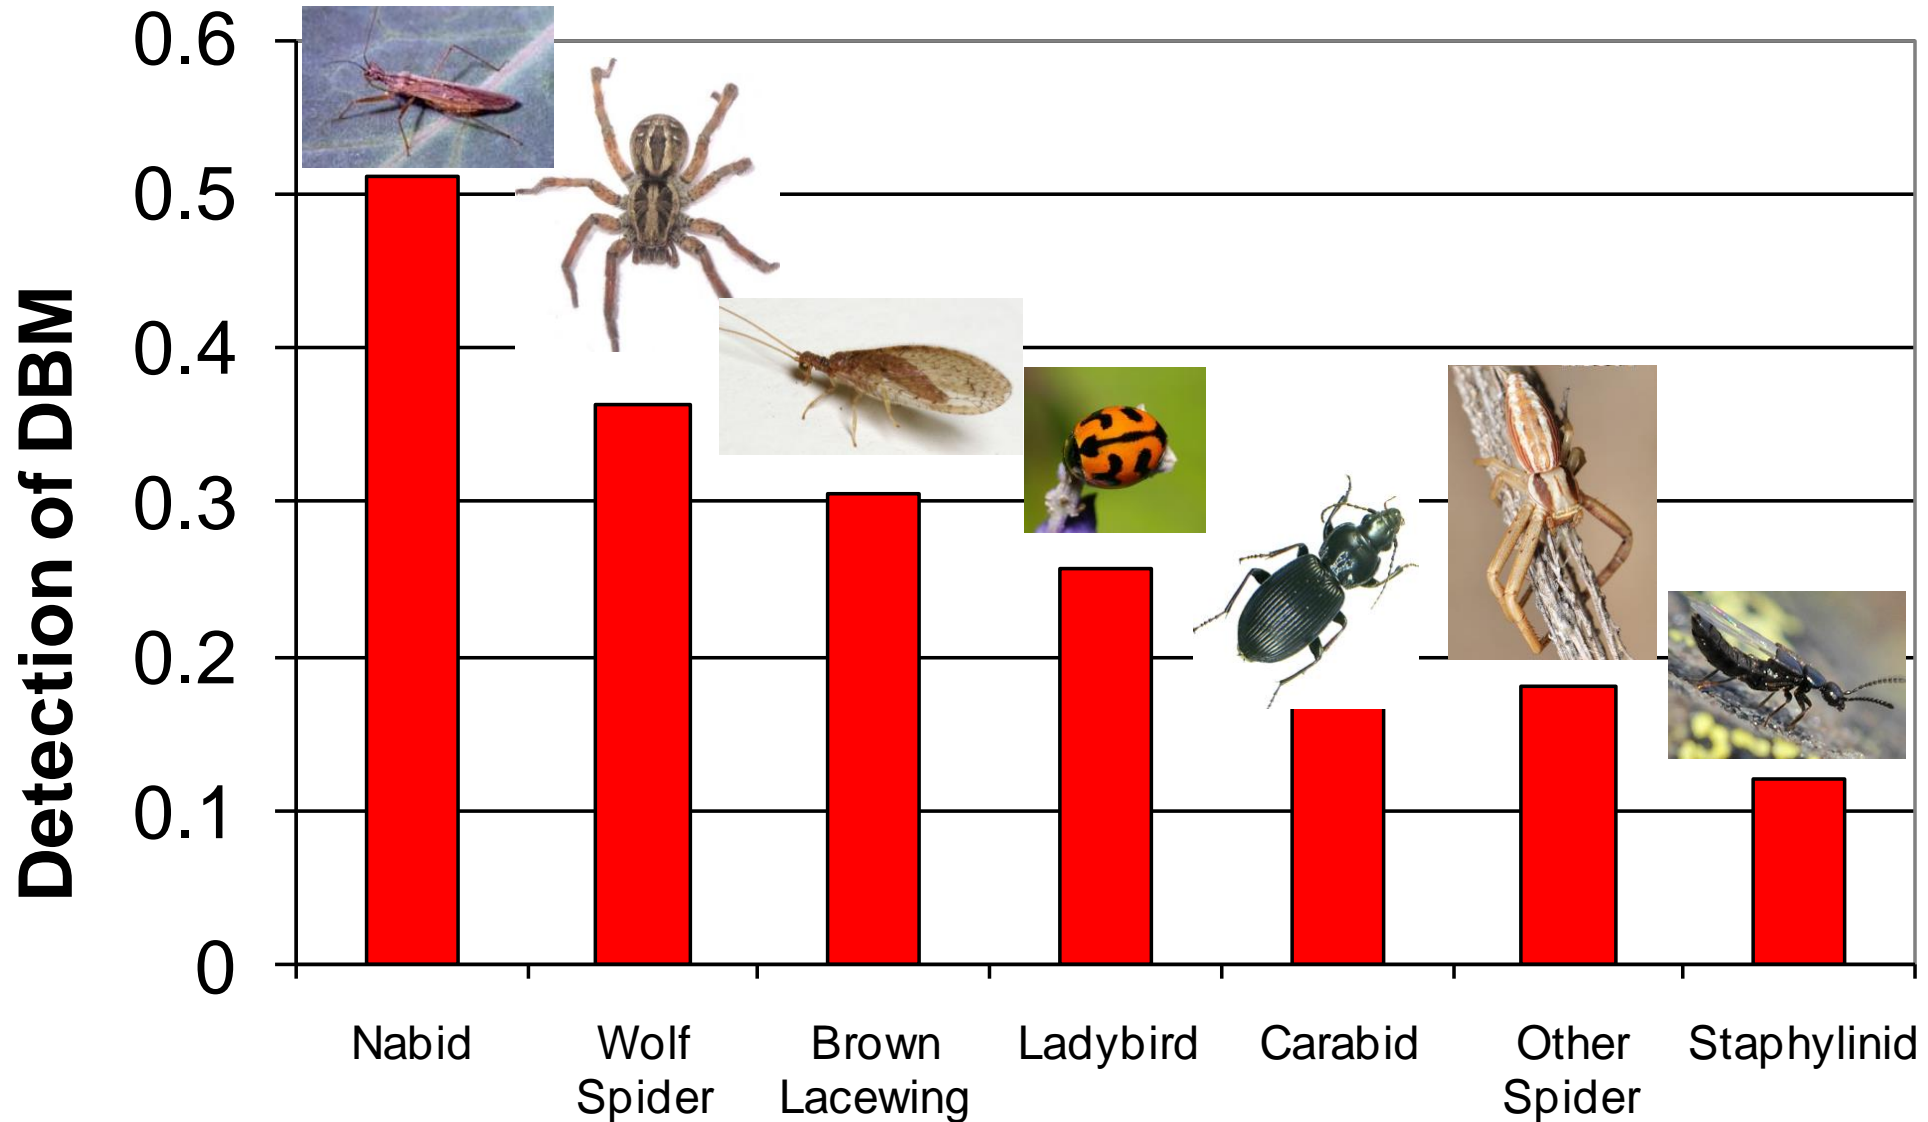 Detection of DBM
0.6
0.5
0.4
0.3
0.2
0.1
0
Nabid
Wolf
Spider
Brown
Lacewing
Ladybird
Carabid
Other
Spider
Staphylinid